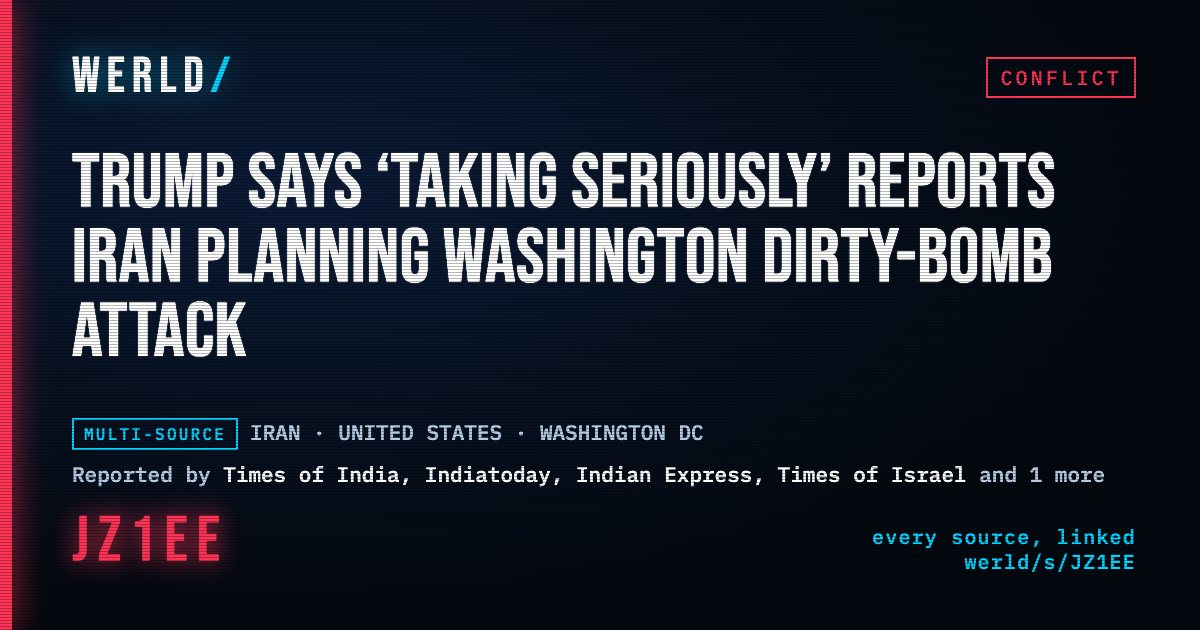 WERLD/
CONFLICT
TRUMP SAYS ‘TAKING SERIOUSLY’ REPORTS
IRAN PLANNING WASHINGTON DIRTY-BOMB
ATTACK
MULTI-SOURCE IRAN · UNITED STATES · WASHINGTON DC
Reported by Times of India, Indiatoday, Indian Express, Times of Israel and 1 more
JZ1EE
every source, linked
werld/s/JZ1EE